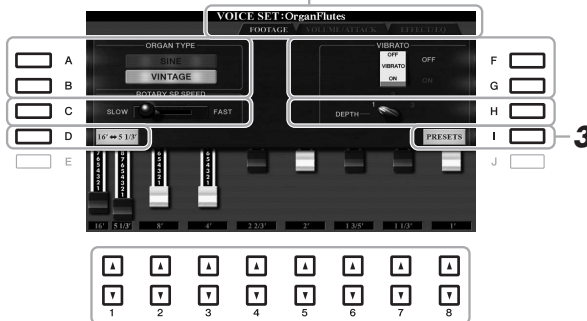 VOICE SET:OrganFlutes
FOOTAGE VOLUME/ATTACK EFFECT/EQ
ORGAN TYPE
SINE
VINTAGE
ROTARY SP SPEED
SLOW FAST
16' ⇔ 5 1/3'
VIBRATO
OFF
VIBRATO
ON
OFF
ON
DEPTH
1 3
PRESETS
A
B
C
D
E
F
G
H
I
J
3
16' 5 1/3' 8' 4' 2 2/3' 2' 1 3/5' 1 1/3' 1'
1 2 3 4 5 6 7 8